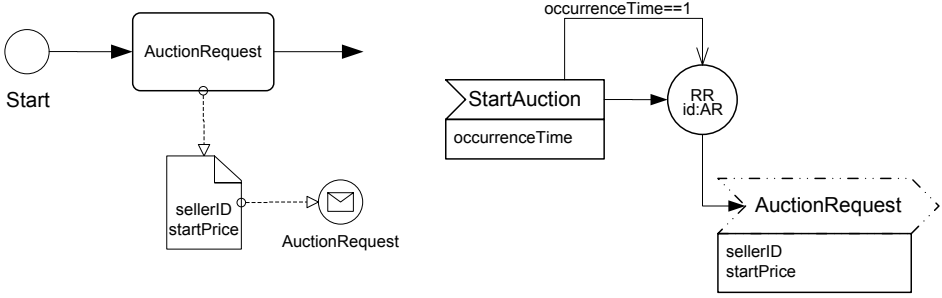 AuctionRequest
Start
sellerID
startPrice
AuctionRequest
occurrenceTime==1
StartAuction
occurrenceTime
RR
id:AR
AuctionRequest
sellerID
startPrice